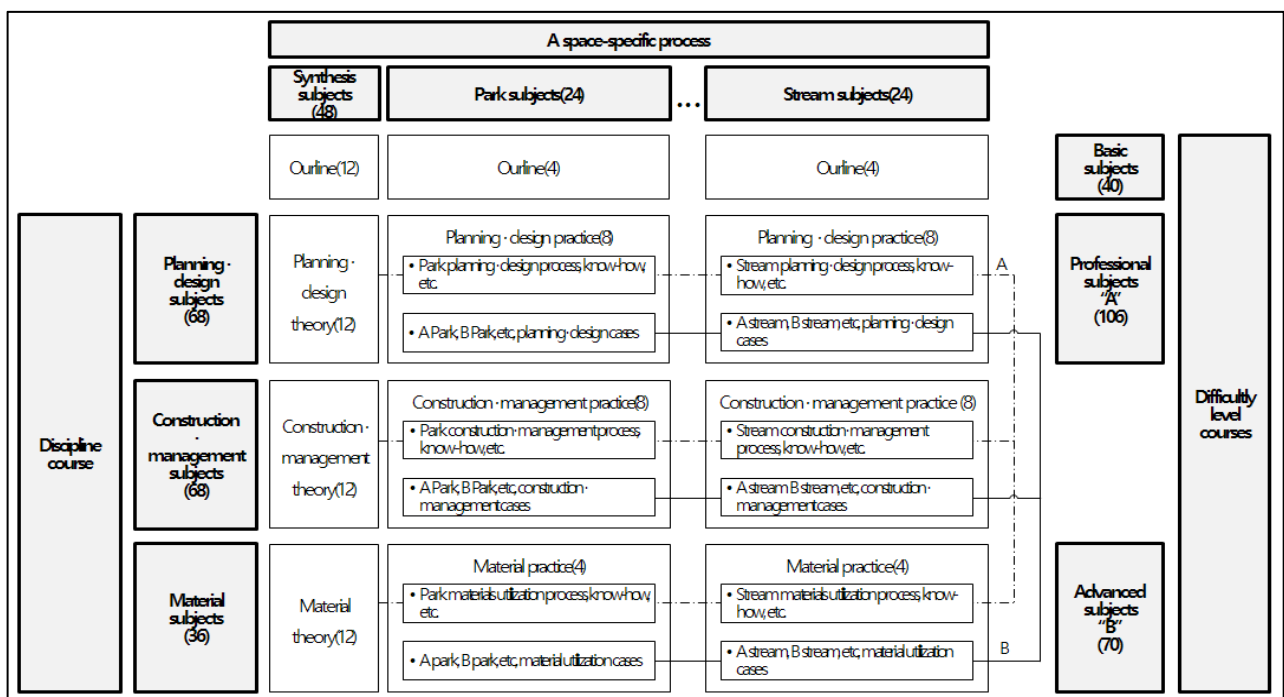 A space-specific process
Synthesis
subjects
(48)
Park subjects(24)
...
Stream subjects(24)
Ourline(12)
Ourline(4)
Ourline(4)
Basic
subjects
(40)
Discipline
course
Planning·
design
subjects
(68)
Planning·
design
theory(12)
Planning · design practice(8)
• Park planning·design process, know-how,
etc.
• A Park, B Park, etc, planning·design cases
Planning · design practice(8)
• Stream planning·design process, know-
how, etc.
• A stream, B stream, etc, planning·design
cases
A
Professional
subjects
"A"
(106)
Difficultly
level
courses
Construction
·
management
subjects
(68)
Construction·
management
theory(12)
Construction·management practice(8)
• Park construction·management process,
know-how, etc.
• A Park, B Park, etc, construction·
management cases
Construction·management practice (8)
• Stream construction·management
process, know-how, etc.
• A stream B stream, etc, construction·
management cases
Material
subjects
(36)
Material
theory(12)
Material practice(4)
• Park materials utilization process, know-how,
etc.
• A park, B park, etc, material utilization cases
Material practice(4)
• Stream materials utilization process, know-
how, etc.
• A stream, B stream, etc, material utilization
cases
B
Advanced
subjects
"B"
(70)